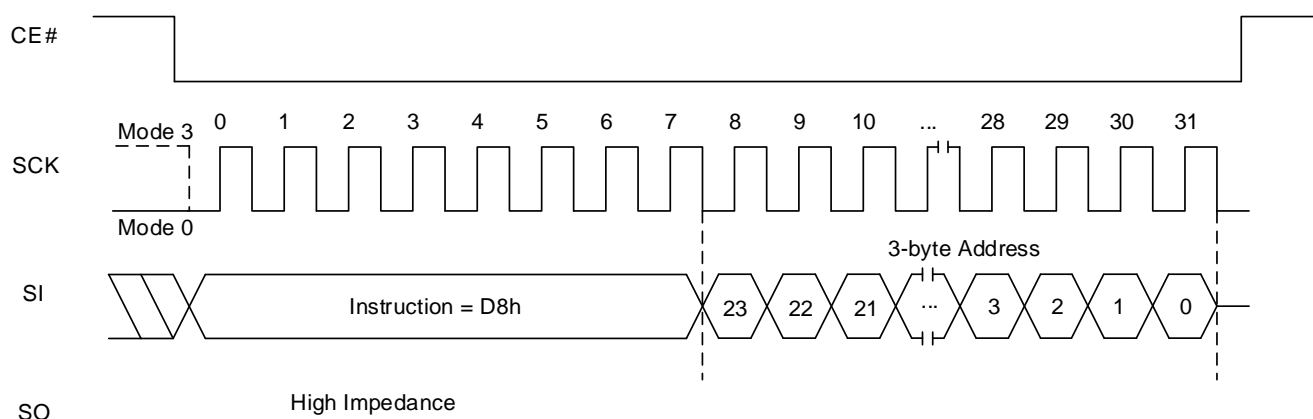 CE#
Mode 3
0 1 2 3 4 5 6 7 8 9 10 ... 28 29 30 31
SCK
Mode 0
3-byte Address
SI
Instruction = D8h
23 22 21 ... 3 2 1 0
High Impedance
SO